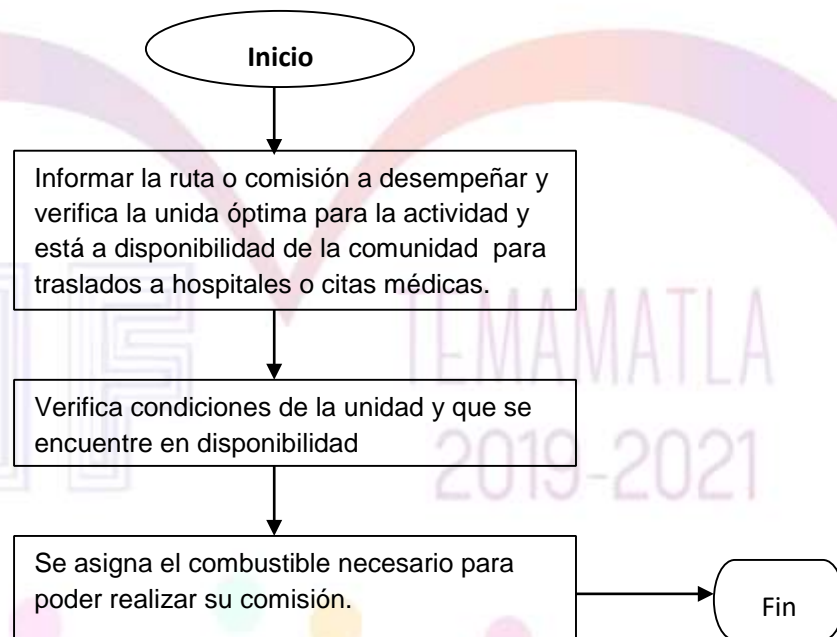 Inicio
Informar la ruta o comisión a desempeñar y
verifica la unida óptima para la actividad y
está a disponibilidad de la comunidad para
traslados a hospitales o citas médicas.
TEMAMATLA
Verifica condiciones de la unidad y que se
encuentre en disponibilidad
2019-2021
Se asigna el combustible necesario para
poder realizar su comisión.
Fin